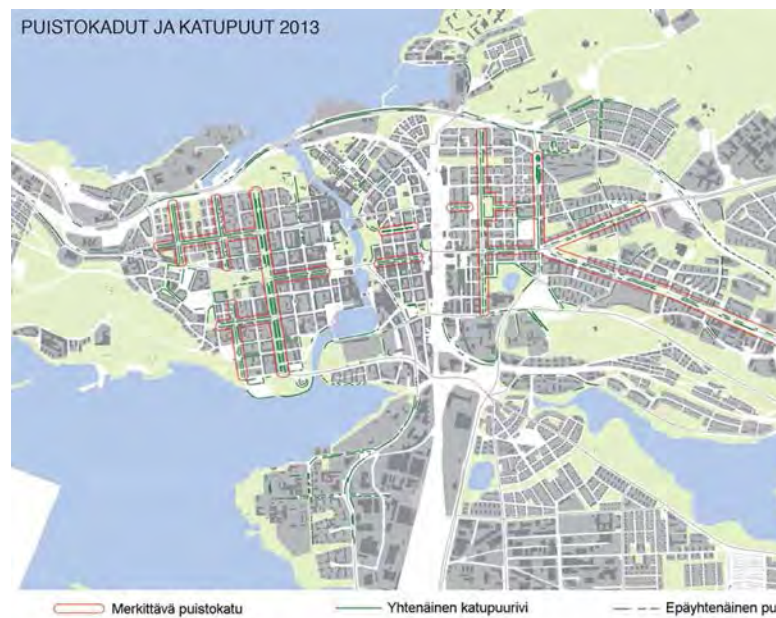 PUISTOKADUT JA KATUPUUT 2013
Merkittävä puistokatu
Yhtenäinen katupuurivi
Epäyhtenäinen pu